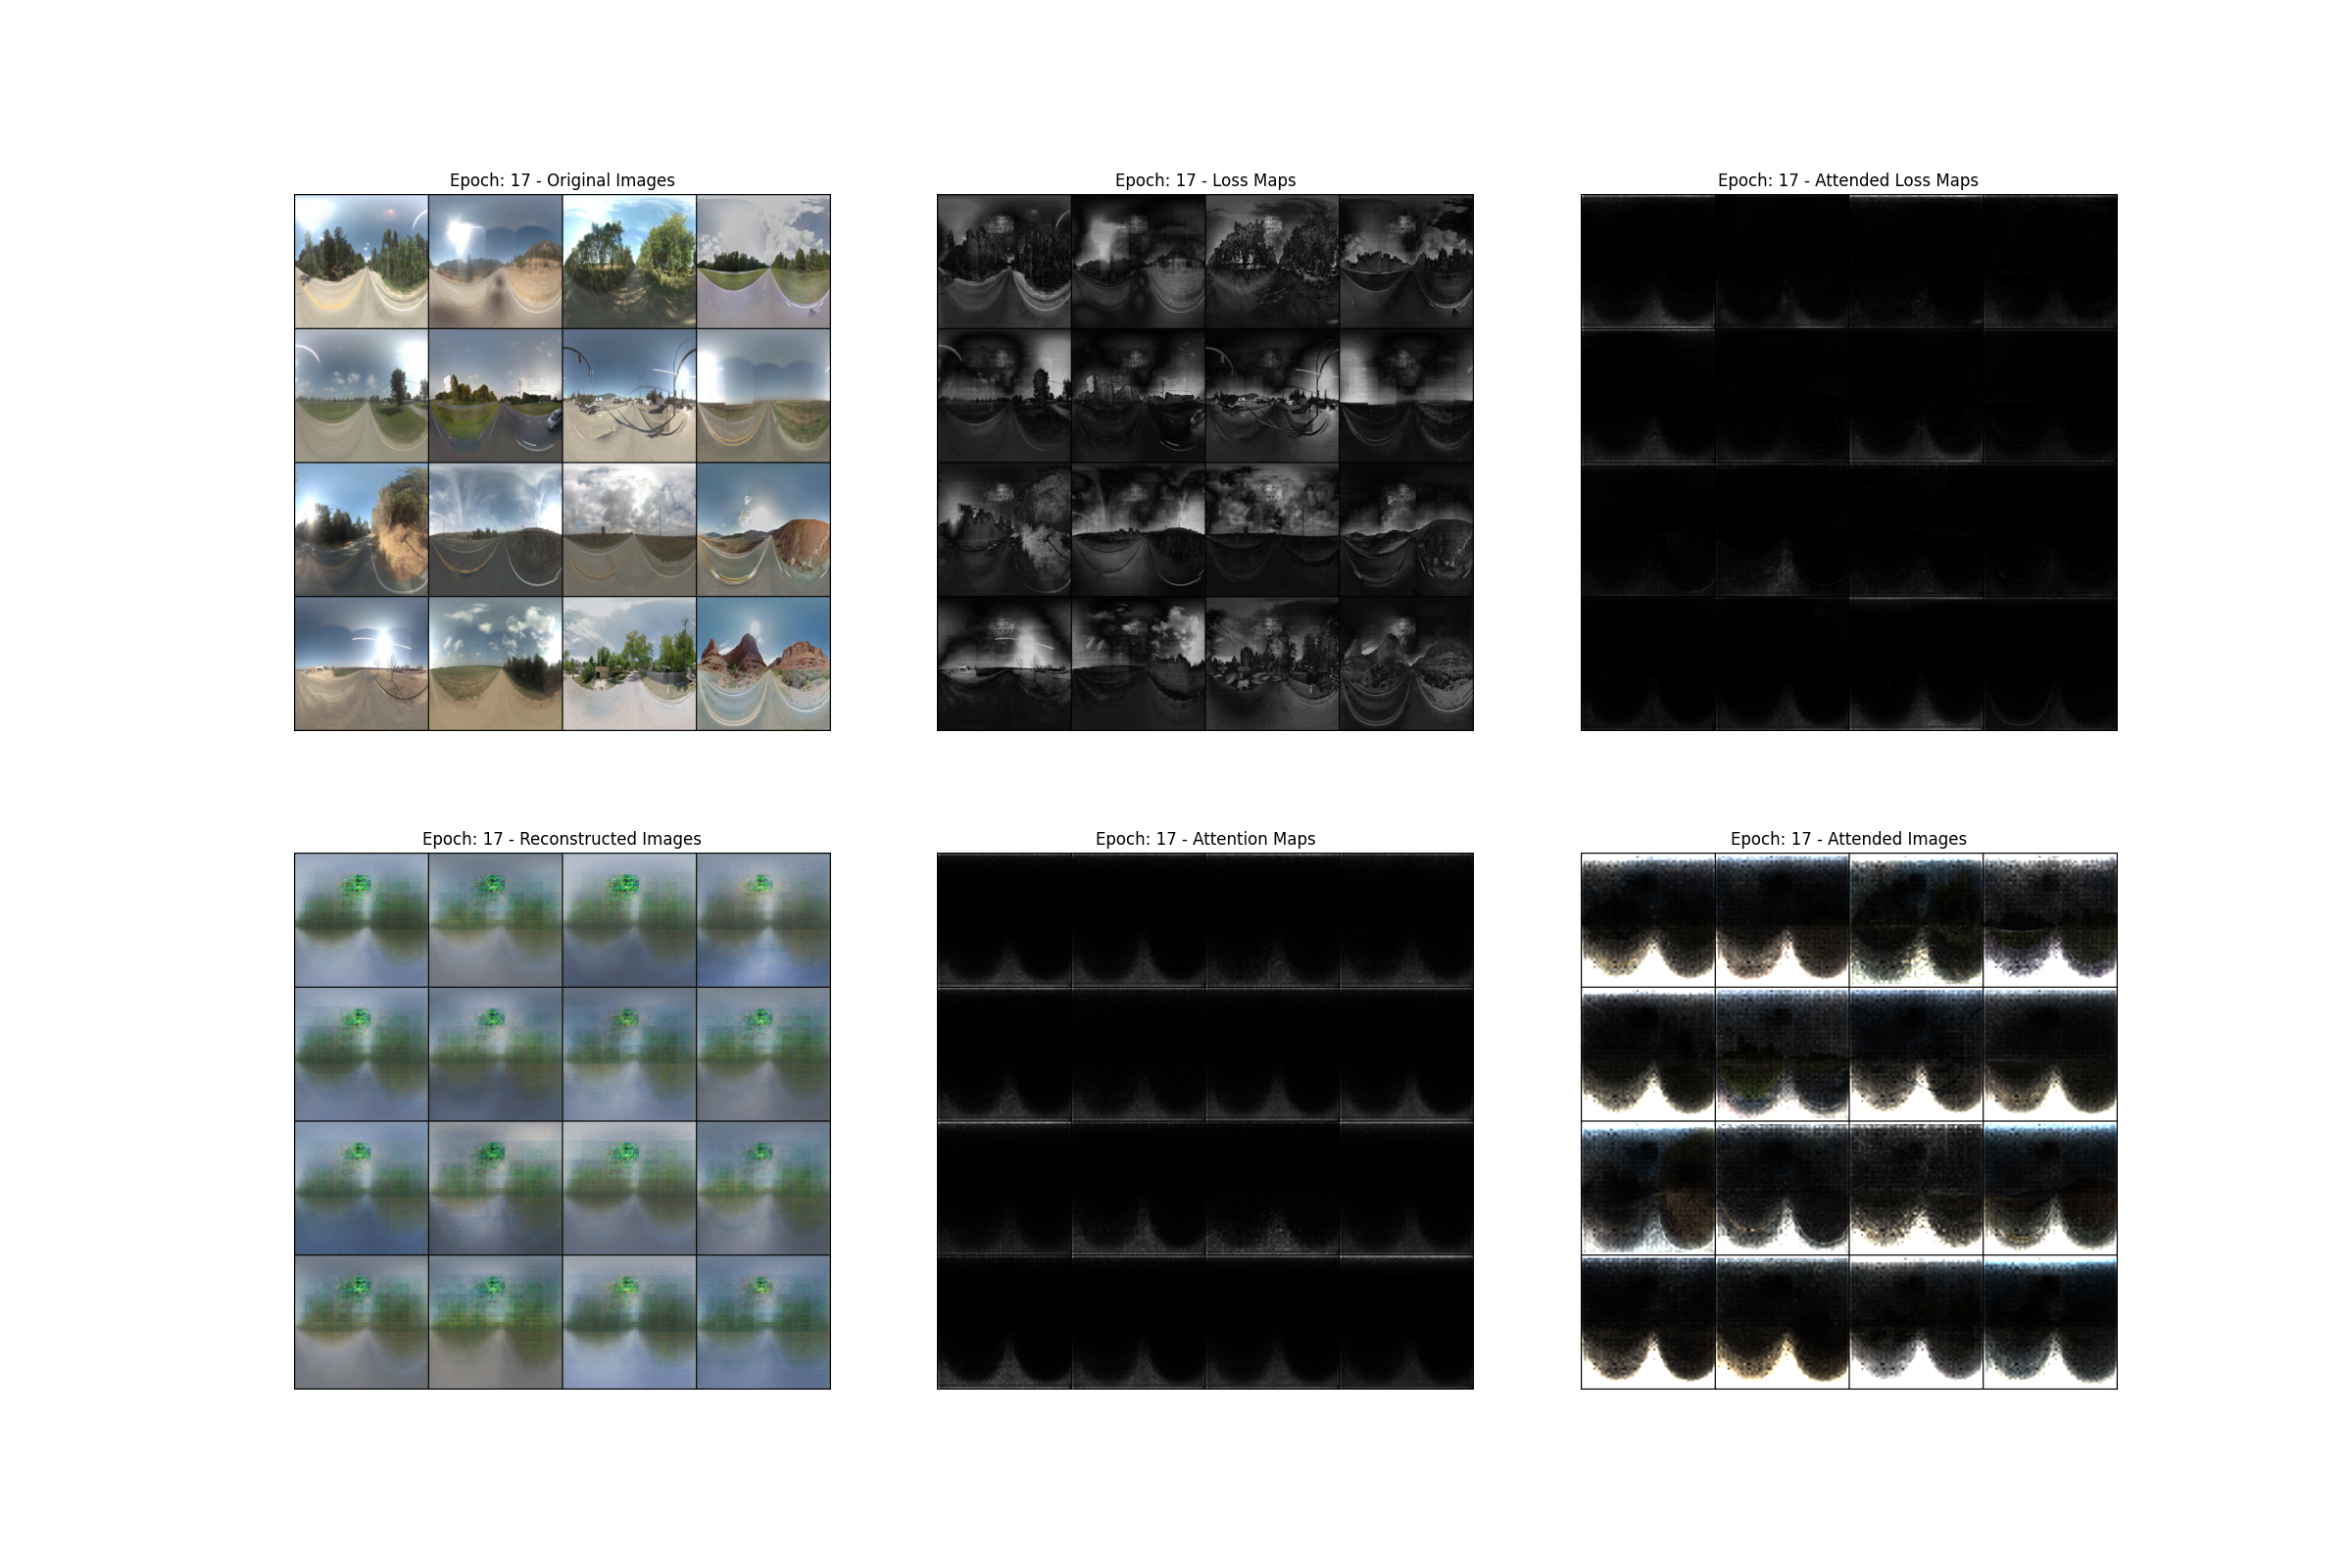 Epoch: 17 - Original Images
Epoch: 17 - Loss Maps
Epoch: 17 - Attended Loss Maps
Epoch: 17 - Reconstructed Images
Epoch: 17 - Attention Maps
Epoch: 17 - Attended Images